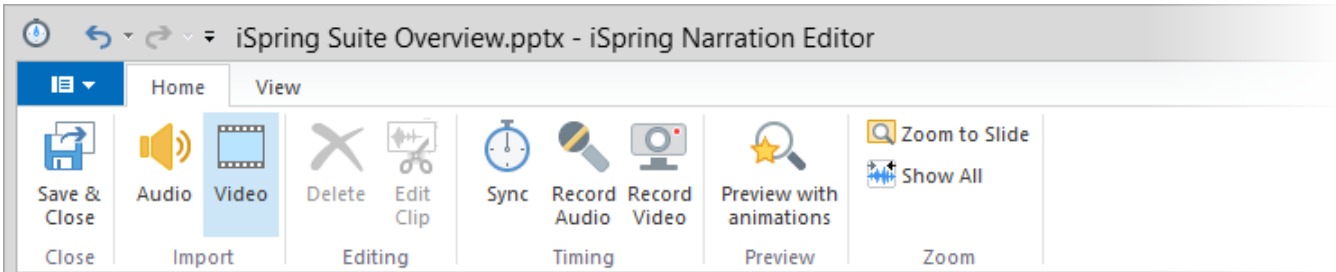 iSpring Suite Overview.pptx - iSpring Narration Editor
Home View
Save & Close
Audio
Video
Delete
Edit Clip
Sync
Record Audio
Record Video
Preview with animations
Zoom to Slide
Show All
Close Import Editing Timing Preview Zoom